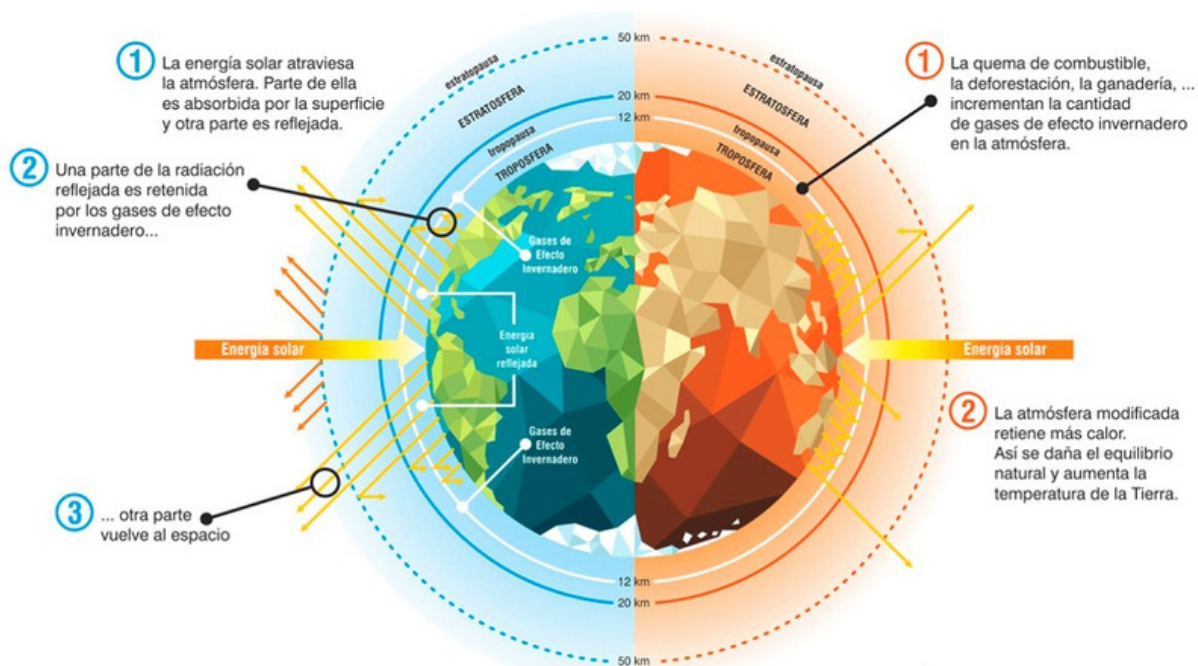 1
La energía solar atraviesa
la atmósfera. Parte de ella
es absorbida por la superficie
y otra parte es reflejada.
2
Una parte de la radiación
reflejada es retenida
por los gases de efecto
invernadero...
3
... otra parte
vuelve al espacio
Energía solar
50 km
estratopausa
ESTRATOSFERA
20 km
12 km
tropopausa
TROPOSFERA
Gases de
Efecto
Invernadero
Energía
solar
reflejada
Gases de
Efecto
Invernadero
12 km
20 km
50 km
estratopausa
ESTRATOSFERA
tropopausa
TROPOSFERA
1
La quema de combustible,
la deforestación, la ganadería, ...
incrementan la cantidad
de gases de efecto invernadero
en la atmósfera.
Energía solar
2
La atmósfera modificada
retiene más calor.
Así se daña el equilibrio
natural y aumenta la
temperatura de la Tierra.